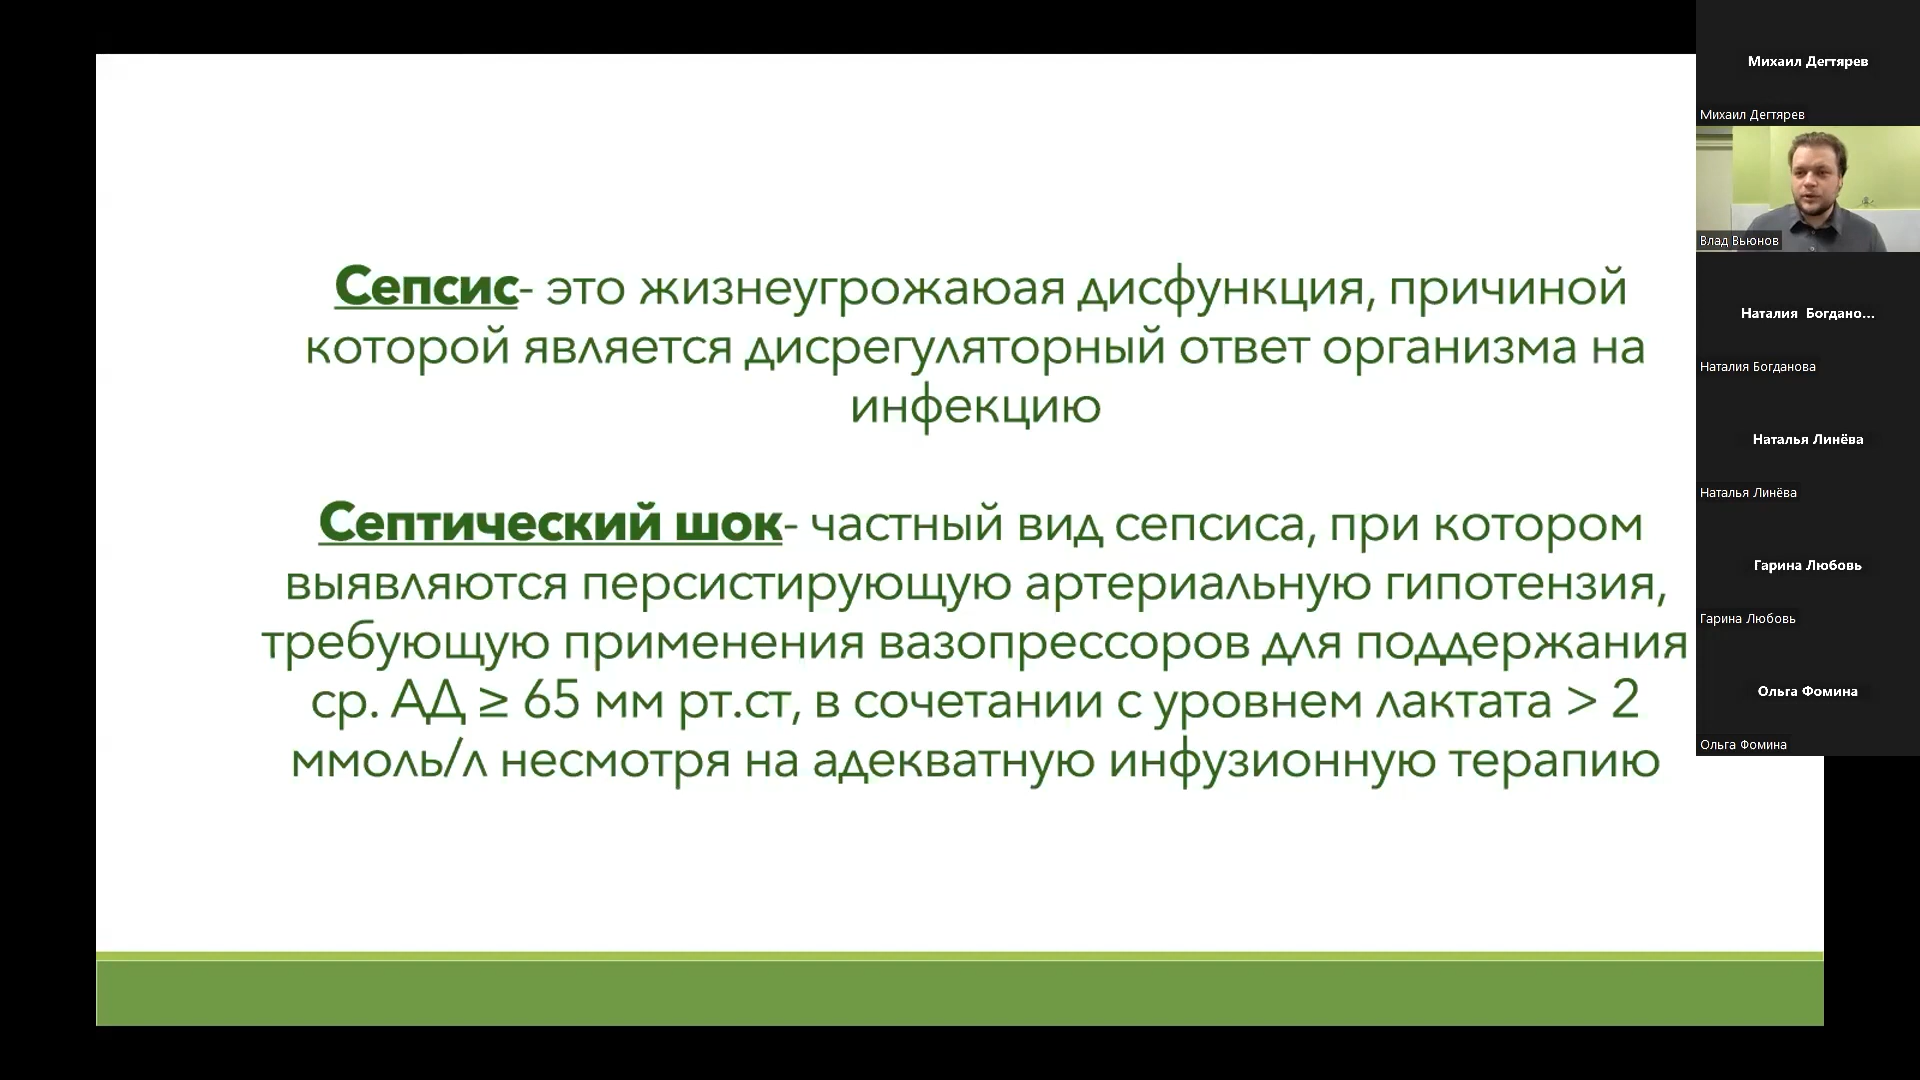 Сепсис- это жизнеугрожаюая дисфункция, причиной
которой является дисрегуляторный ответ организма на
инфекцию
Септический шок- частный вид сепсиса, при котором
выявляются персистирующую артериальную гипотензия,
требующую применения вазопрессоров для поддержания
ср. АД ≥ 65 мм рт.ст, в сочетании с уровнем лактата > 2
ммоль/л несмотря на адекватную инфузионную терапию
Михаил Дегтярев
Михаил Дегтярев
Влад Вьюнов
Наталия Богдано...
Наталия Богданова
Наталья Линёва
Наталья Линёва
Гарина Любовь
Гарина Любовь
Ольга Фомина
Ольга Фомина